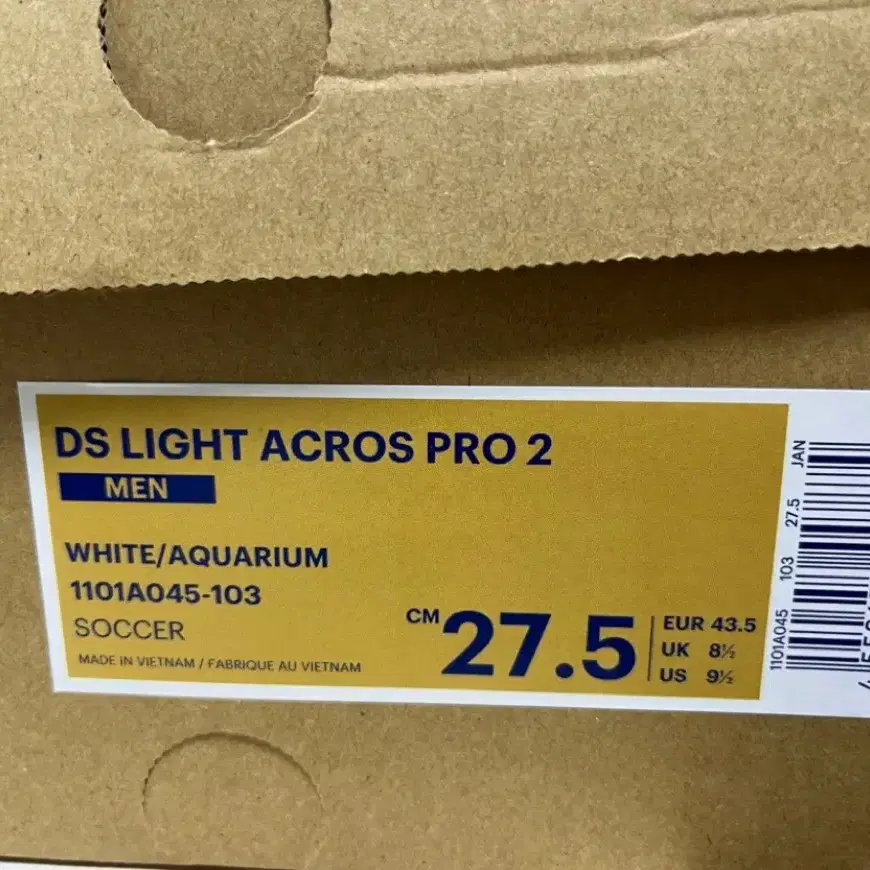 DS LIGHT ACROS PRO 2
MEN
WHITE/AQUARIUM
1101A045-103
SOCCER
MADE IN VIETNAM / FABRIQUE AU VIETNAM
CM 27.5
EUR 43.5
UK 8½
US 9½
1101A045 103 27.5 JAN